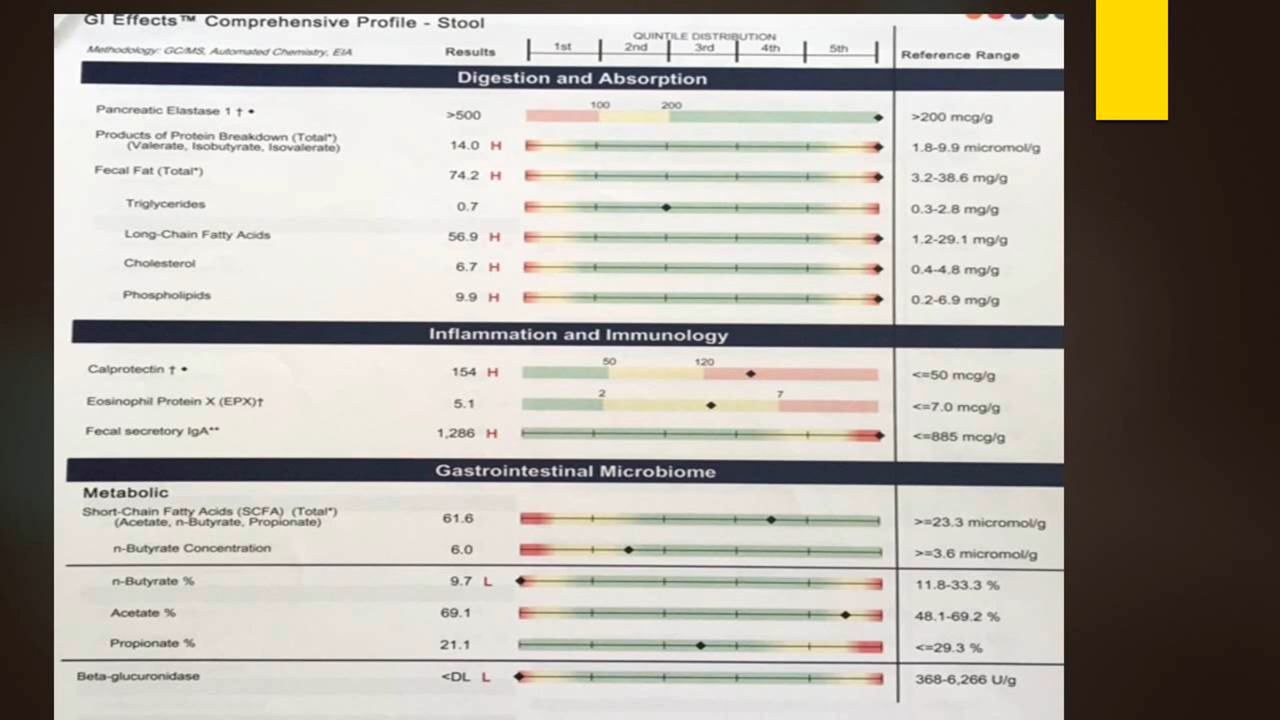 GI Effects™ Comprehensive Profile - Stool
Methodology: GC/MS, Automated Chemistry, EIA
Results
QUINTILE DISTRIBUTION
1st 2nd 3rd 4th 5th
Reference Range
Digestion and Absorption
100 200
Pancreatic Elastase 1 † • >500 >200 mcg/g
Products of Protein Breakdown (Total*)
(Valerate, Isobutyrate, Isovalerate) 14.0 H 1.8-9.9 micromol/g
Fecal Fat (Total*) 74.2 H 3.2-38.6 mg/g
Triglycerides 0.7 0.3-2.8 mg/g
Long-Chain Fatty Acids 56.9 H 1.2-29.1 mg/g
Cholesterol 6.7 H 0.4-4.8 mg/g
Phospholipids 9.9 H 0.2-6.9 mg/g
Inflammation and Immunology
50 120
Calprotectin † • 154 H <=50 mcg/g
2 7
Eosinophil Protein X (EPX)† 5.1 <=7.0 mcg/g
Fecal secretory IgA** 1,286 H <=885 mcg/g
Gastrointestinal Microbiome
Metabolic
Short-Chain Fatty Acids (SCFA) (Total*)
(Acetate, n-Butyrate, Propionate) 61.6 >=23.3 micromol/g
n-Butyrate Concentration 6.0 >=3.6 micromol/g
n-Butyrate % 9.7 L 11.8-33.3 %
Acetate % 69.1 48.1-69.2 %
Propionate % 21.1 <=29.3 %
Beta-glucuronidase <DL L 368-6,266 U/g